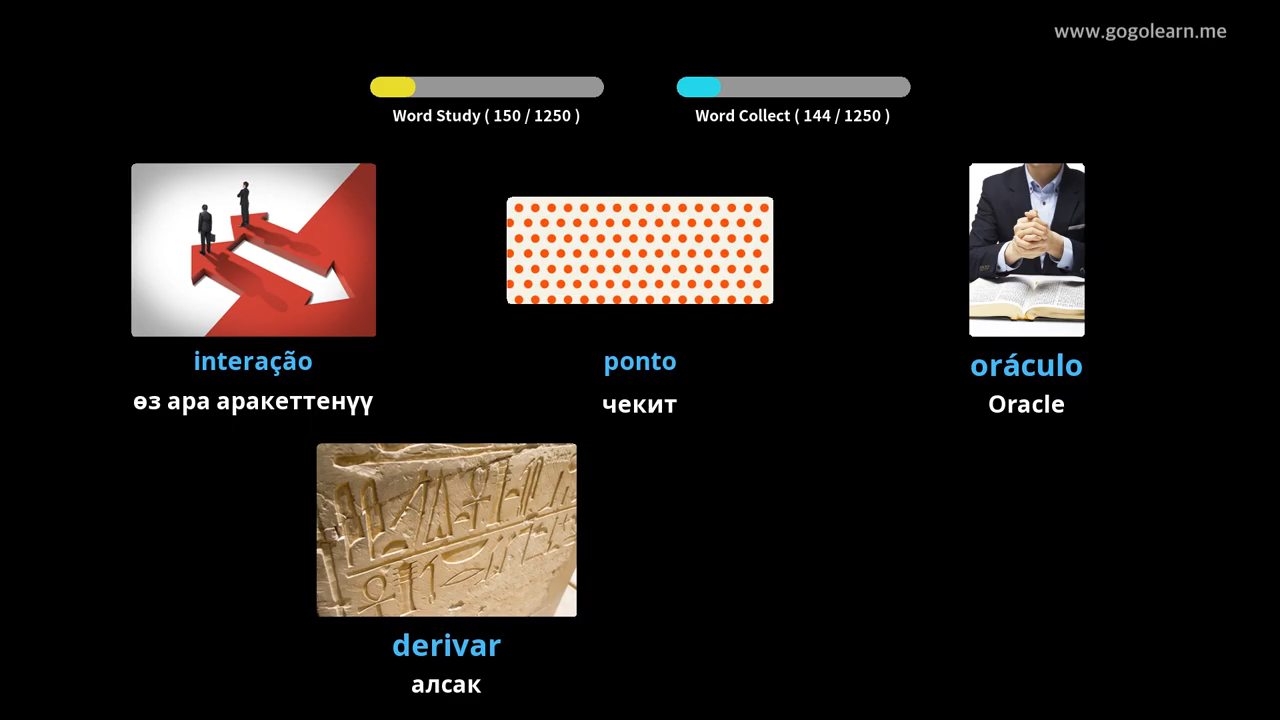 www.gogolearn.me
Word Study ( 150 / 1250 )
Word Collect ( 144 / 1250 )
interação
өз ара аракеттенүү
ponto
чекит
oráculo
Oracle
derivar
алсак